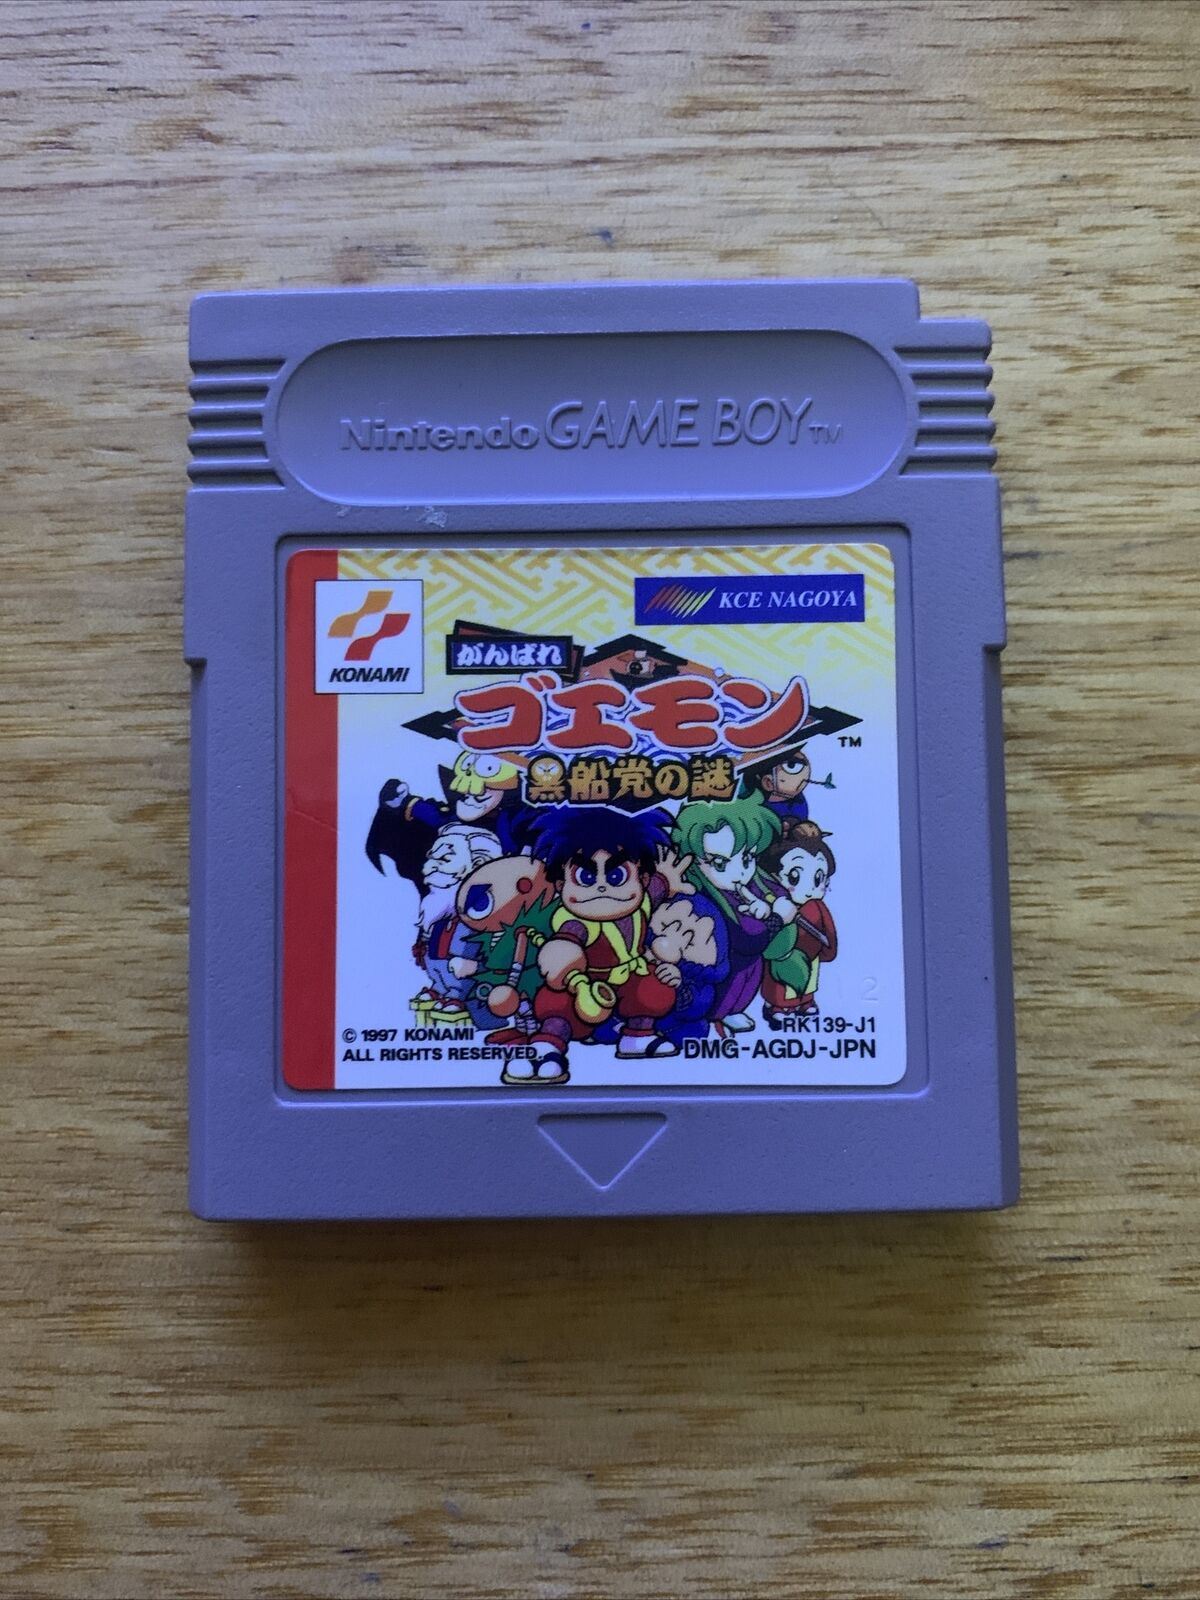 Nintendo GAME BOY TM
KONAMI
KCE NAGOYA
がんばれ
ゴエモン
TM
黒船党の謎
© 1997 KONAMI
ALL RIGHTS RESERVED.
12
RK139-J1
DMG-AGDJ-JPN